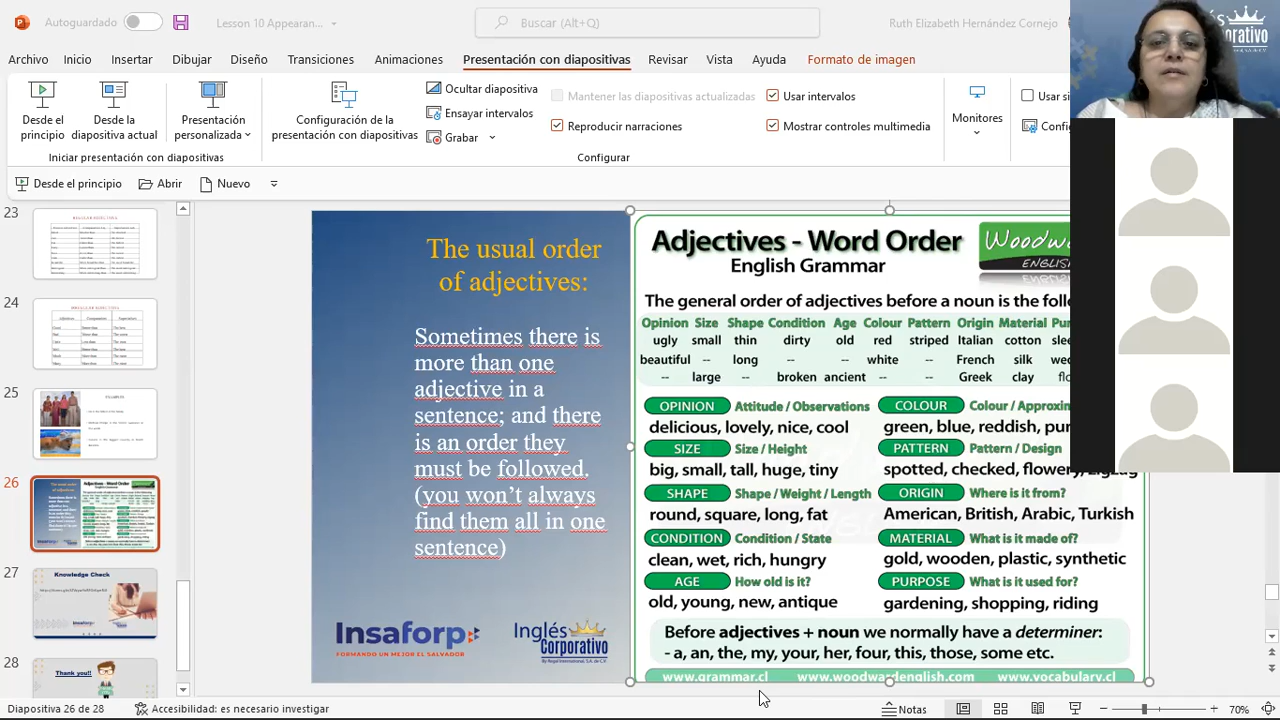 Autoguardado
Lesson 10 Appearan...
Buscar (Alt+Q)
Ruth Elizabeth Hernández Cornejo
Archivo Inicio Insertar Dibujar Diseño Transiciones Animaciones Presentación con diapositivas Revisar Vista Ayuda Formato de imagen
Desde el principio
Desde la diapositiva actual
Presentación personalizada
Configuración de la presentación con diapositivas
Ocultar diapositiva
Ensayar intervalos
Grabar
Mantener las diapositivas actualizadas
Reproducir narraciones
Usar intervalos
Mostrar controles multimedia
Monitores
Usar
Iniciar presentación con diapositivas
Configurar
Desde el principio Abrir Nuevo
23
24
25
26
27
Knowledge Check
28
Thank you!!
The usual order
of adjectives:
Sometimes there is
more than one
adjective in a
sentence: and there
is an order they
must be followed.
(you won't allows
find them all in one
sentence)
Insaforp
FORMANDO UN MEJOR EL SALVADOR
Inglés
Corporativo
Adjectives - Word Order
English Grammar
ENGLISH
The general order of adjectives before a noun is the
Opinion Size Shape Condition Age Colour Pattern Origin Material
ugly small thin dirty old red striped Italian cotton
beautiful -- long -- -- white -- French silk
-- large -- broken ancient -- -- Greek clay
OPINION Attitude / Observations
delicious, lovely, nice, cool
SIZE Size / Height
big, small, tall, huge, tiny
SHAPE
round, square,
CONDITION
clean, wet, rich, hungry
AGE How old is it?
old, young, new, antique
COLOUR
green, blue, reddish,
PATTERN Pattern / Design
spotted, checked, flowery, zigzag
ORIGIN Where is it from?
American, British, Arabic, Turkish
MATERIAL What is it made of?
gold, wooden, plastic, synthetic
PURPOSE What is it used for?
gardening, shopping, riding
Before adjectives + noun we normally have a determiner:
- a, an, the, my, your, her, four, this, those, some etc.
www.grammar.cl www.woodwardenglish.com www.vocabulary.cl
Diapositiva 26 de 28
Accesibilidad: es necesario investigar
Notas
70%